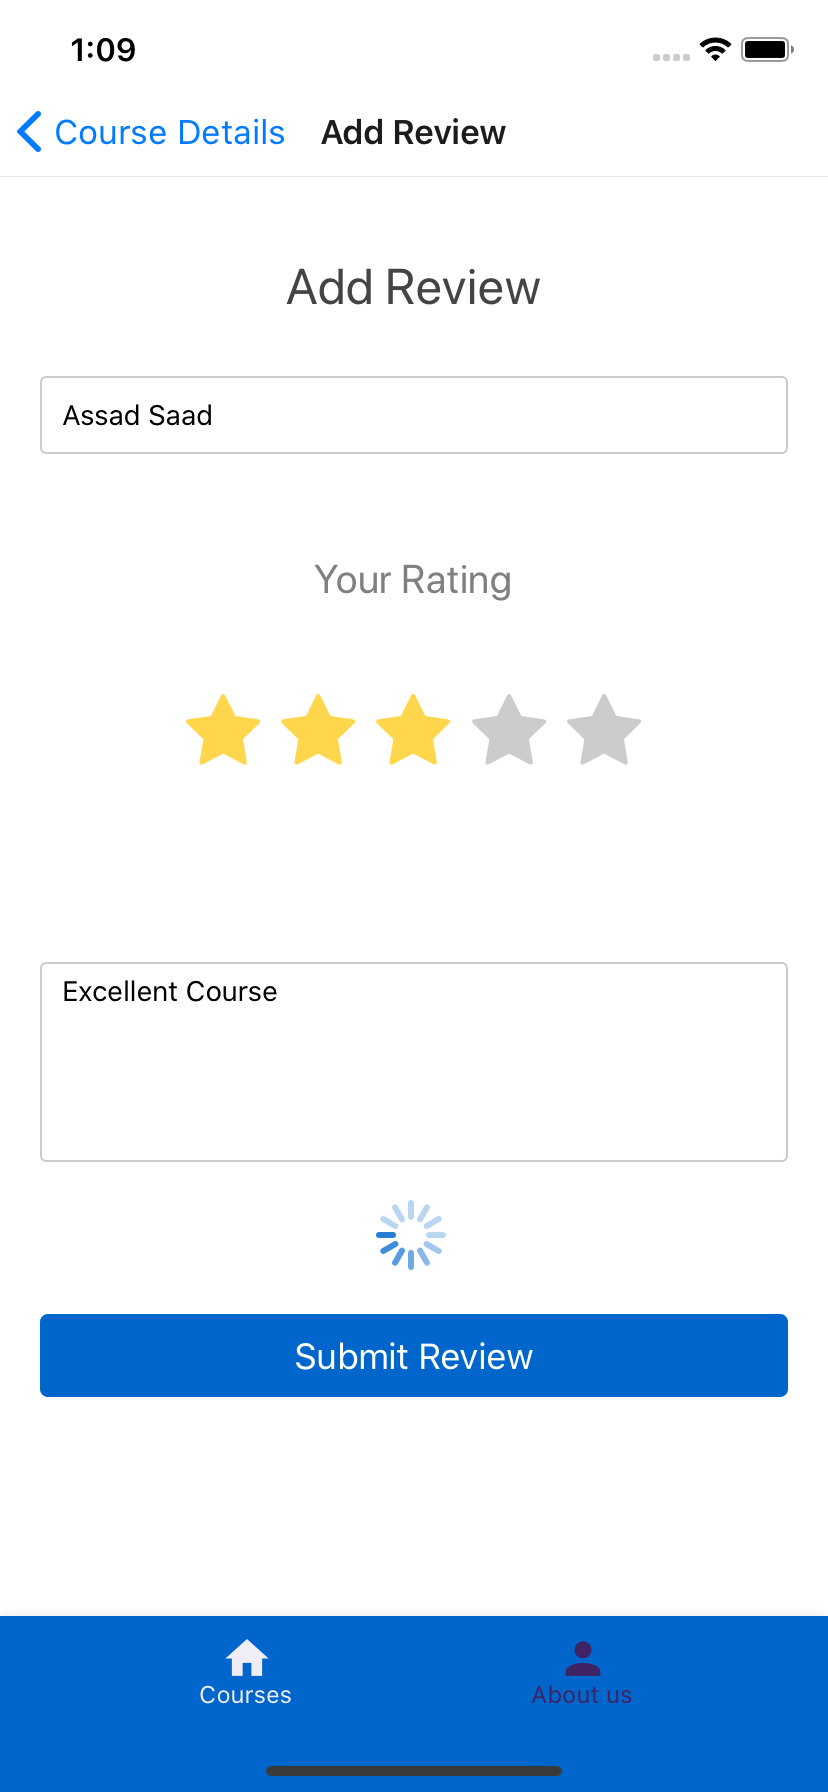 1:09
Course Details Add Review
Add Review
Assad Saad
Your Rating
Excellent Course
Submit Review
Courses About us